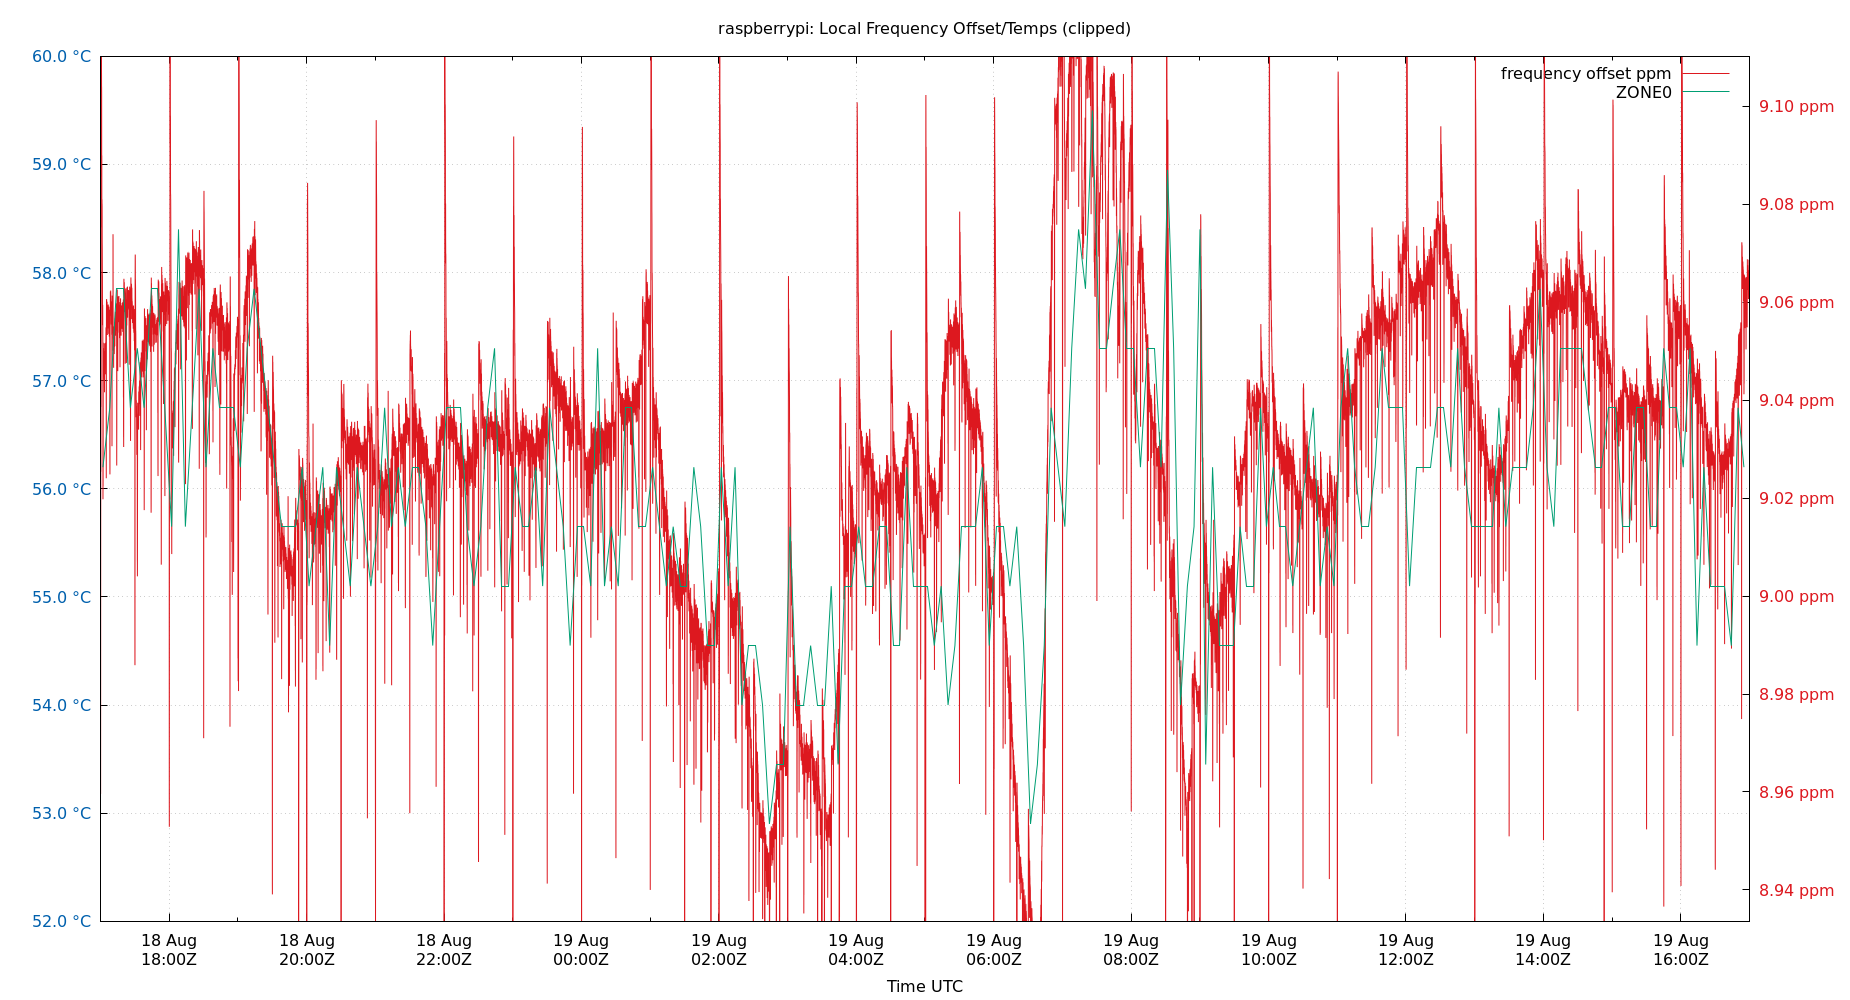 raspberrypi: Local Frequency Offset/Temps (clipped)
frequency offset ppm
ZONE0
60.0 °C
59.0 °C
58.0 °C
57.0 °C
56.0 °C
55.0 °C
54.0 °C
53.0 °C
52.0 °C
9.10 ppm
9.08 ppm
9.06 ppm
9.04 ppm
9.02 ppm
9.00 ppm
8.98 ppm
8.96 ppm
8.94 ppm
18 Aug
18:00Z
18 Aug
20:00Z
18 Aug
22:00Z
19 Aug
00:00Z
19 Aug
02:00Z
19 Aug
04:00Z
19 Aug
06:00Z
19 Aug
08:00Z
19 Aug
10:00Z
19 Aug
12:00Z
19 Aug
14:00Z
19 Aug
16:00Z
Time UTC